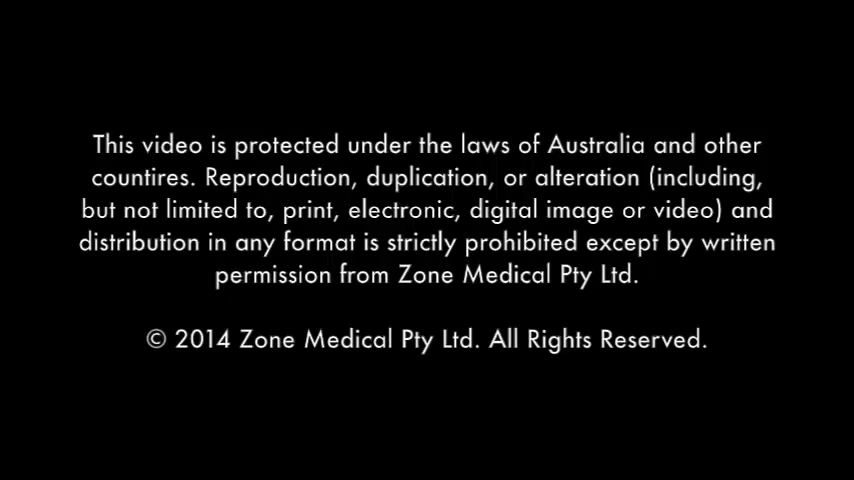 This video is protected under the laws of Australia and other
countires. Reproduction, duplication, or alteration (including,
but not limited to, print, electronic, digital image or video) and
distribution in any format is strictly prohibited except by written
permission from Zone Medical Pty Ltd.
© 2014 Zone Medical Pty Ltd. All Rights Reserved.